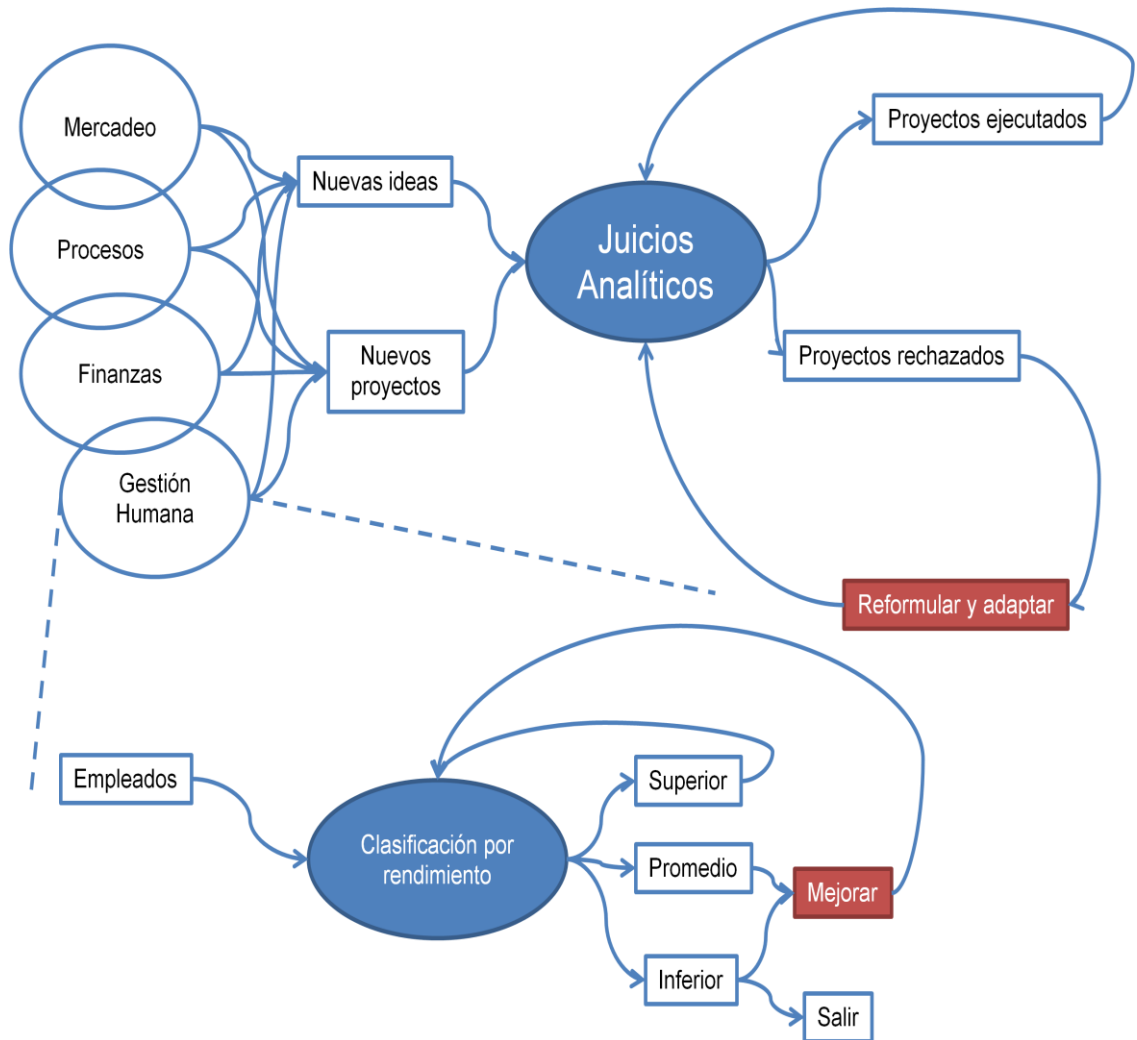 Mercadeo
Procesos
Finanzas
Gestión
Humana
Nuevas ideas
Nuevos
proyectos
Juicios
Analíticos
Proyectos ejecutados
Proyectos rechazados
Reformular y adaptar
Empleados
Clasificación por
rendimiento
Superior
Promedio
Inferior
Mejorar
Salir